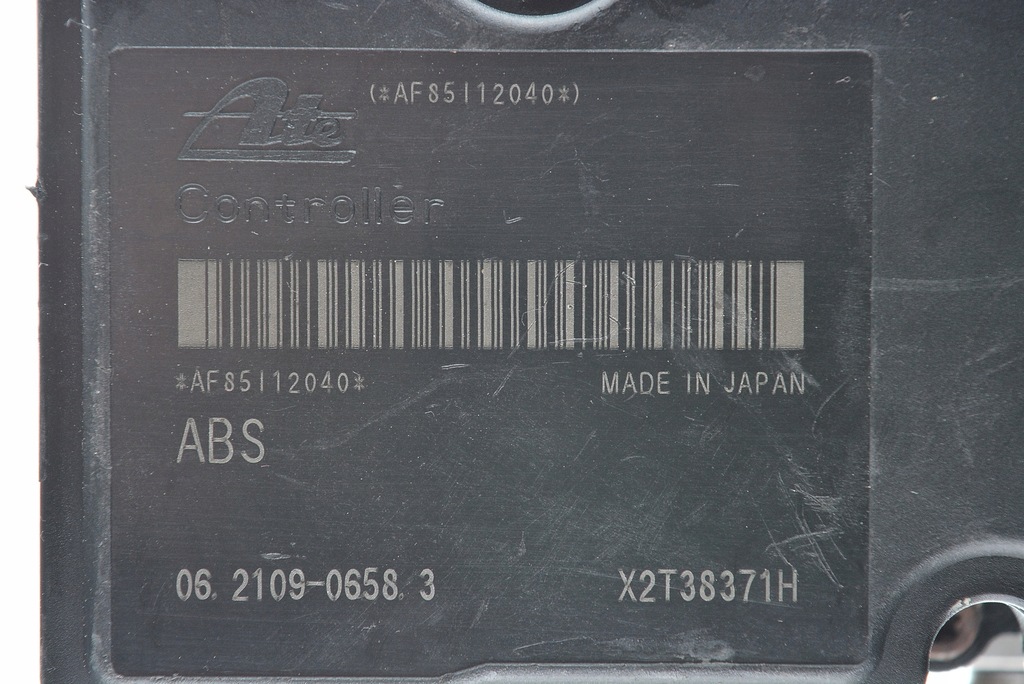 Ate (*AF85I12040*)
Controller
*AF85I12040*
MADE IN JAPAN
ABS
06.2109-0658.3
X2T38371H